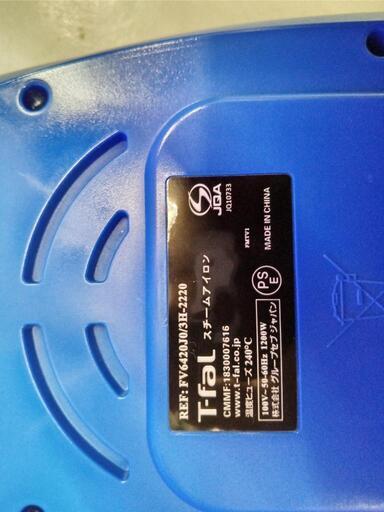 REF: FV6420J0/3H-2220
T-fal スチームアイロン
CMMF:1830007616
www.t-fal.co.jp
温度ヒューズ 240℃
100V~50-60Hz 1200W
株式会社 グループセブ ジャパン
JQA
JQ10733
FMTV1
MADE IN CHINA
PS
E